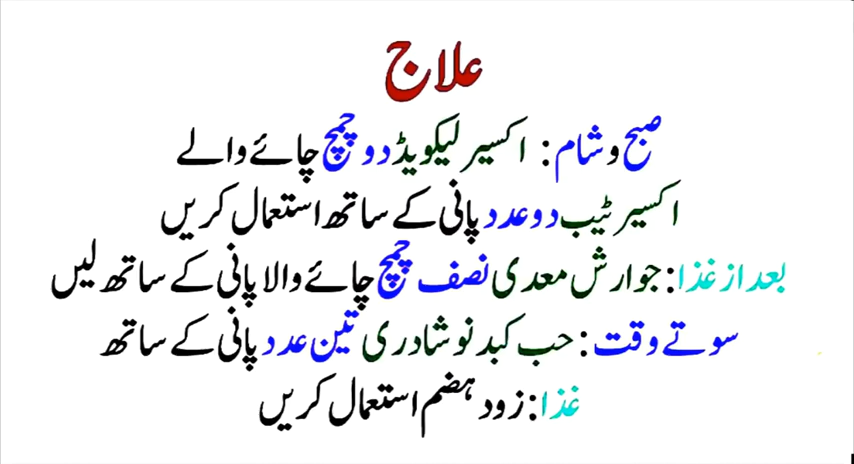 علاج
صبح و شام : اکسیر لیکویڈ دو چمچ چائے والے
اکسیر ٹیب دو عدد پانی کے ساتھ استعمال کریں
بعد از غذا : جوارش معدی نصف چمچ چائے والا پانی کے ساتھ لیں
سوتے وقت : حب کبد نوشادری تین عدد پانی کے ساتھ
غذا : زود ہضم استعمال کریں